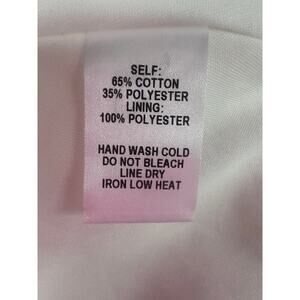 SELF:
65% COTTON
35% POLYESTER
LINING:
100% POLYESTER
HAND WASH COLD
DO NOT BLEACH
LINE DRY
IRON LOW HEAT